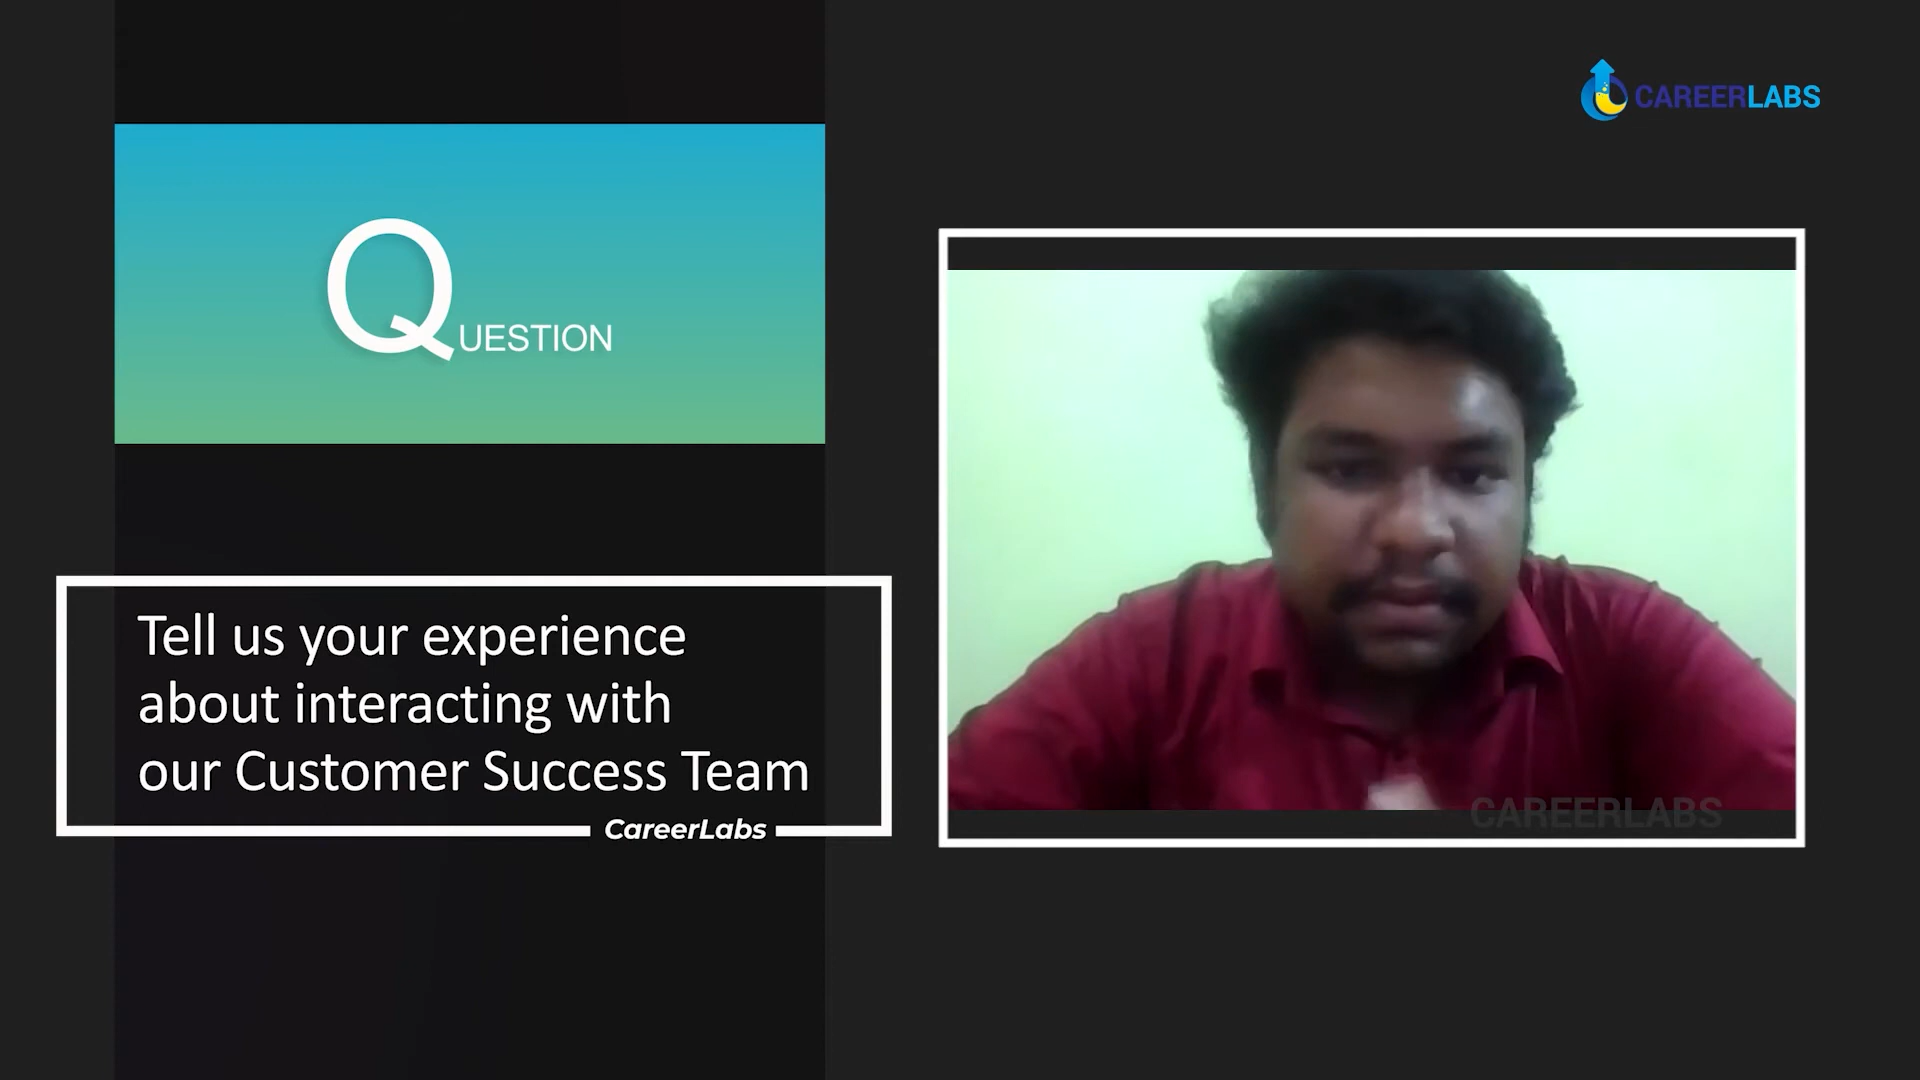 CAREERLABS
QUESTION
Tell us your experience
about interacting with
our Customer Success Team
CareerLabs
CAREERLABS